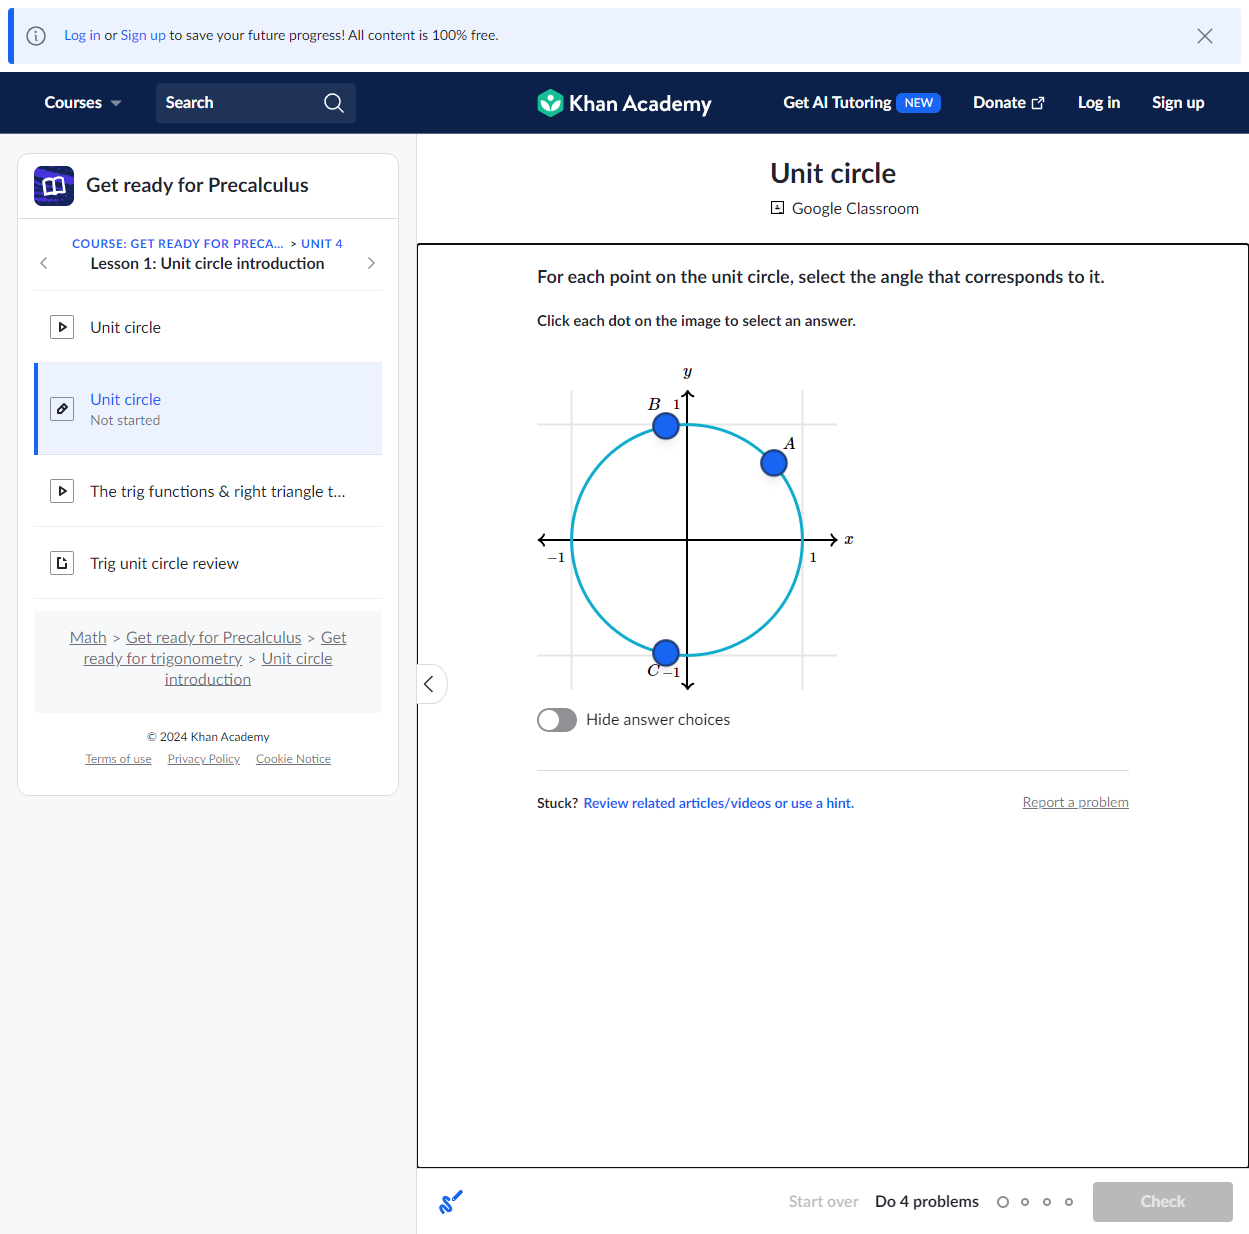 Log in or Sign up to save your future progress! All content is 100% free.
Courses
Search
Khan Academy
Get AI Tutoring NEW
Donate
Log in
Sign up
Get ready for Precalculus
COURSE: GET READY FOR PRECA... > UNIT 4
Lesson 1: Unit circle introduction
Unit circle
Unit circle
Not started
The trig functions & right triangle t...
Trig unit circle review
Math > Get ready for Precalculus > Get
ready for trigonometry > Unit circle
introduction
© 2024 Khan Academy
Terms of use Privacy Policy Cookie Notice
Unit circle
Google Classroom
For each point on the unit circle, select the angle that corresponds to it.
Click each dot on the image to select an answer.
y
B 1
A
x
−1
1
C −1
Hide answer choices
Stuck? Review related articles/videos or use a hint.
Report a problem
Start over
Do 4 problems
Check